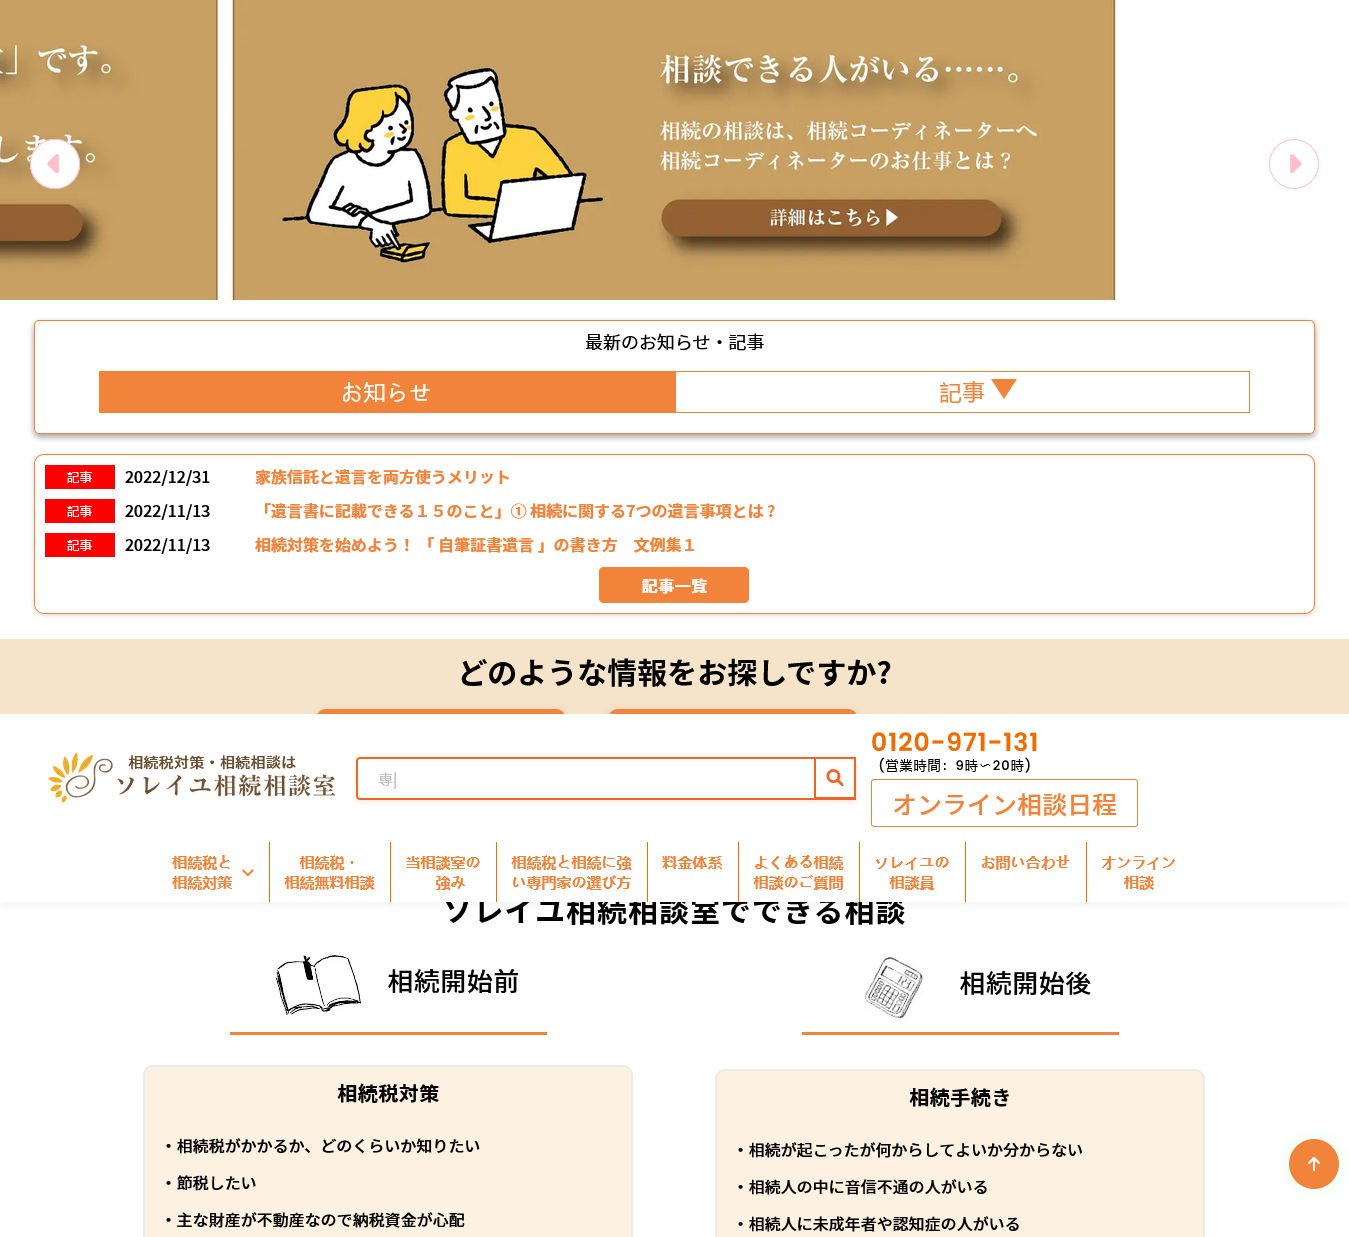 」です。
します。
相談できる人がいる……。
相続の相談は、相続コーディネーターへ
相続コーディネーターのお仕事とは？
詳細はこちら▶
最新のお知らせ・記事
お知らせ
記事 ▼
記事 2022/12/31 家族信託と遺言を両方使うメリット
記事 2022/11/13 「遺言書に記載できる１５のこと」① 相続に関する7つの遺言事項とは？
記事 2022/11/13 相続対策を始めよう！ 「 自筆証書遺言 」の書き方　文例集１
記事一覧
どのような情報をお探しですか?
相続税対策・相続相談は
ソレイユ相続相談室
専|
0120-971-131
(営業時間：9時〜20時)
オンライン相談日程
相続税と
相続対策
相続税・
相続無料相談
当相談室の
強み
相続税と相続に強
い専門家の選び方
料金体系
よくある相続
相談のご質問
ソレイユの
相談員
お問い合わせ
オンライン
相談
ソレイユ相続相談室でできる相談
相続開始前
相続開始後
相続税対策
・相続税がかかるか、どのくらいか知りたい
・節税したい
・主な財産が不動産なので納税資金が心配
相続手続き
・相続が起こったが何からしてよいか分からない
・相続人の中に音信不通の人がいる
・相続人に未成年者や認知症の人がいる